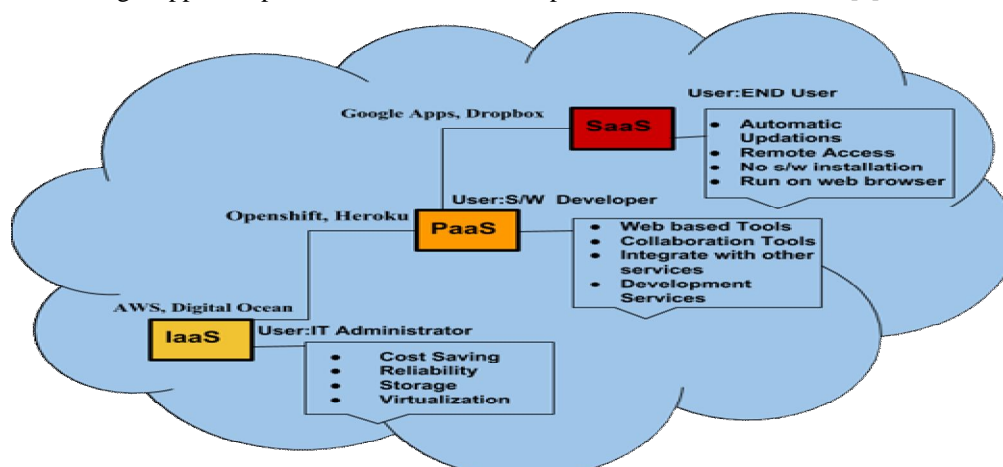 User:END User
Google Apps, Dropbox
SaaS
• Automatic
Updations
• Remote Access
• No s/w installation
• Run on web browser
User:S/W Developer
Openshift, Heroku
PaaS
• Web based Tools
• Collaboration Tools
• Integrate with other
services
• Development
Services
AWS, Digital Ocean
User:IT Administrator
IaaS
• Cost Saving
• Reliability
• Storage
• Virtualization